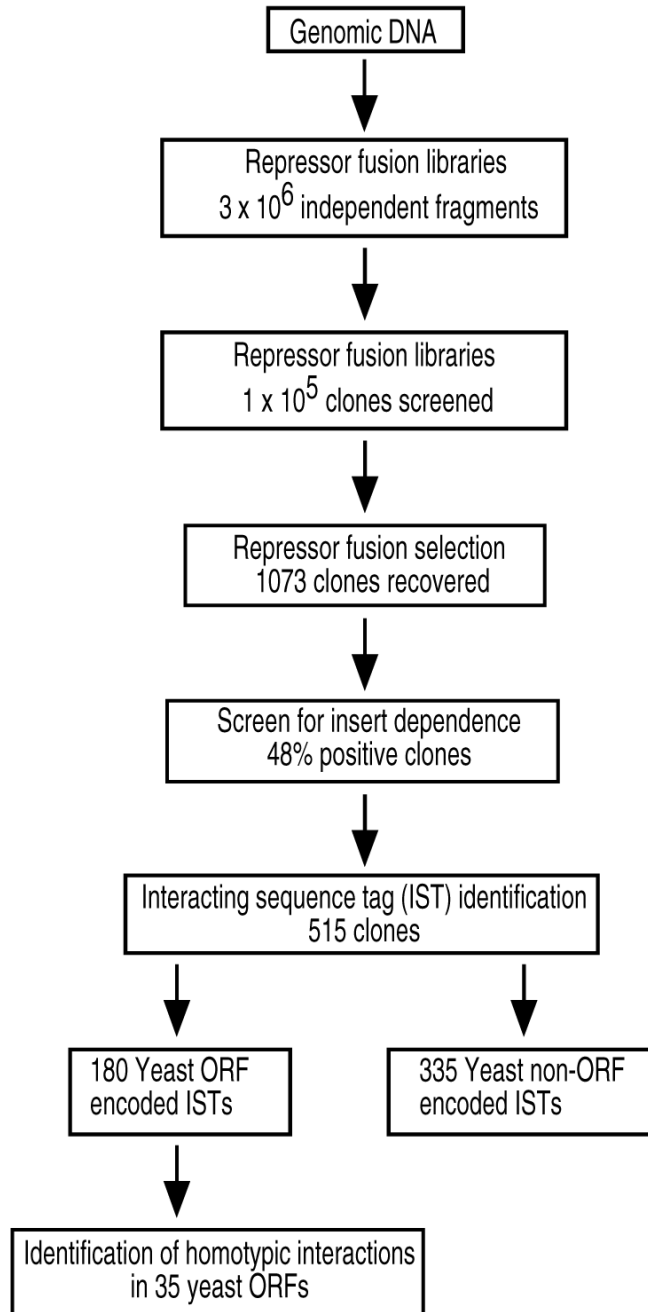 Genomic DNA
Repressor fusion libraries
3 x 10^6 independent fragments
Repressor fusion libraries
1 x 10^5 clones screened
Repressor fusion selection
1073 clones recovered
Screen for insert dependence
48% positive clones
Interacting sequence tag (IST) identification
515 clones
180 Yeast ORF
encoded ISTs
335 Yeast non-ORF
encoded ISTs
Identification of homotypic interactions
in 35 yeast ORFs